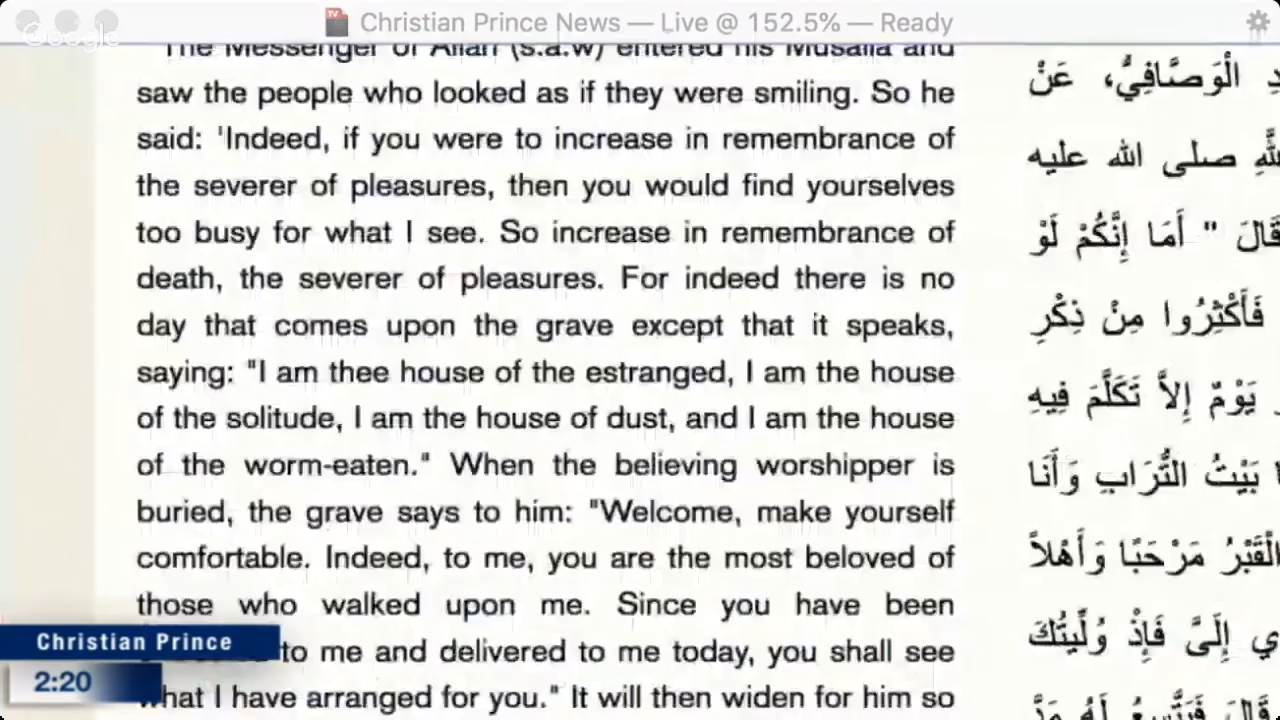 Christian Prince News — Live @ 152.5% — Ready
Google
The Messenger of Allah (s.a.w) entered his Musalla and
saw the people who looked as if they were smiling. So he
said: 'Indeed, if you were to increase in remembrance of
the severer of pleasures, then you would find yourselves
too busy for what I see. So increase in remembrance of
death, the severer of pleasures. For indeed there is no
day that comes upon the grave except that it speaks,
saying: "I am thee house of the estranged, I am the house
of the solitude, I am the house of dust, and I am the house
of the worm-eaten." When the believing worshipper is
buried, the grave says to him: "Welcome, make yourself
comfortable. Indeed, to me, you are the most beloved of
those who walked upon me. Since you have been
to me and delivered to me today, you shall see
what I have arranged for you." It will then widen for him so
الْوَصَّافِيُّ، عَنْ
صلى الله عليه
قَالَ " أَمَا إِنَّكُمْ لَوْ
فَأَكْثِرُوا مِنْ ذِكْرِ
يَوْمٌ إِلاَّ تَكَلَّمَ فِيهِ
بَيْتُ التُّرَابِ وَأَنَا
الْقَبْرُ مَرْحَبًا وَأَهْلاً
إِلَىَّ فَإِذْ وُلِّيتُكَ
قَالَ فَيَتَّسِعُ لَهُ مَدَّ
Christian Prince
2:20